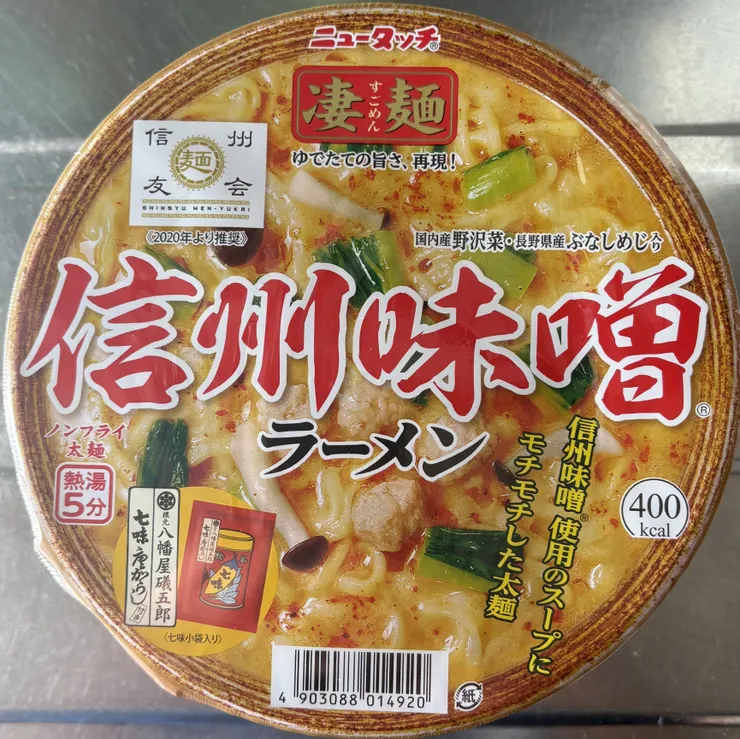 ニュータッチ®
凄麺
すごめん
ゆでたての旨さ、再現!
信州
麺
友会
SHINSYU MEN-YUKAI
《2020年より推奨》
国内産野沢菜・長野県産ぶなしめじ入り
信州味噌®
ラーメン
ノンフライ
太麺
熱湯
5分
信州味噌®使用のスープに
モチモチした太麺
400
kcal
根元
八幡屋礒五郎
七味唐からし
七味
〈七味小袋入り〉
4 903088 014920
紙